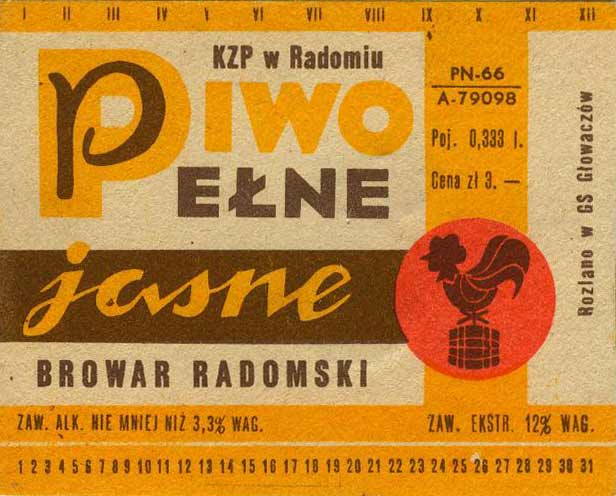 I II III IV V VI VII VIII IX X XI XII
KZP w Radomiu
PIWO
PEŁNE
jasne
BROWAR RADOMSKI
PN-66
A-79098
Poj. 0,333 l.
Cena zł 3. —
Rozlano w GS Głowaczów
ZAW. ALK. NIE MNIEJ NIŻ 3,3% WAG.
ZAW. EKSTR. 12% WAG.
1 2 3 4 5 6 7 8 9 10 11 12 13 14 15 16 17 18 19 20 21 22 23 24 25 26 27 28 29 30 31